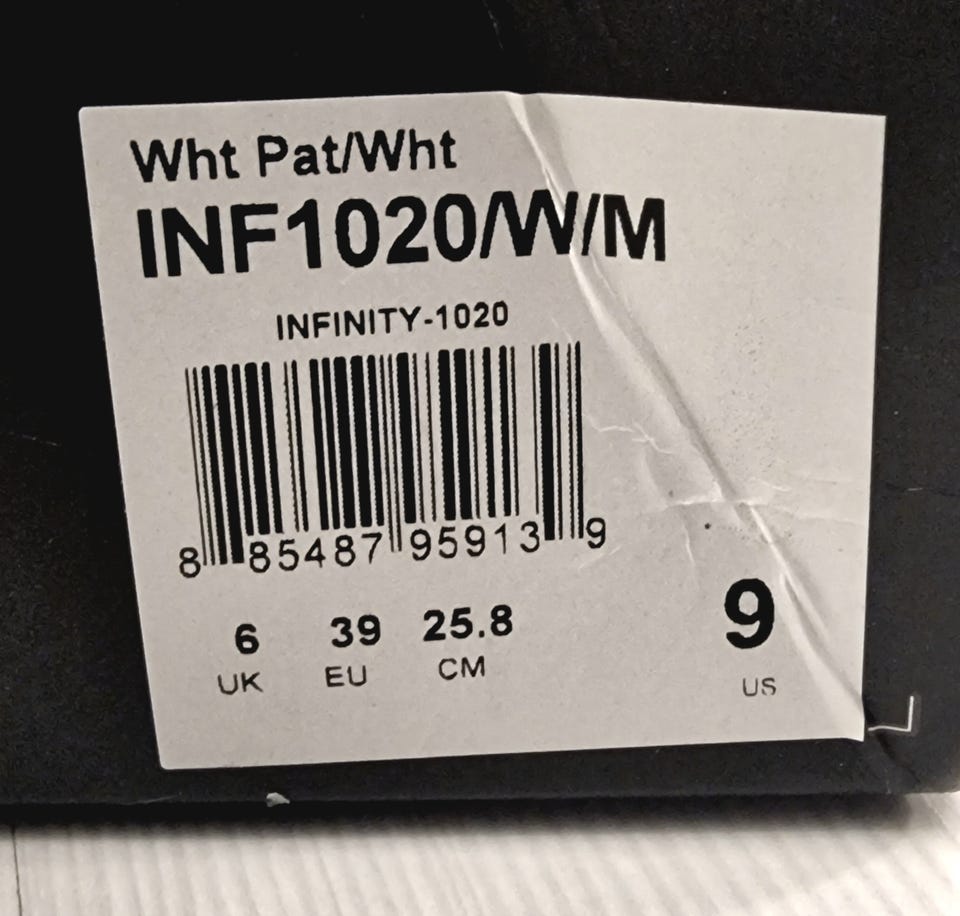 Wht Pat/Wht
INF1020/W/M
INFINITY-1020
8 85487 95913 9
6 39 25.8 9
UK EU CM US